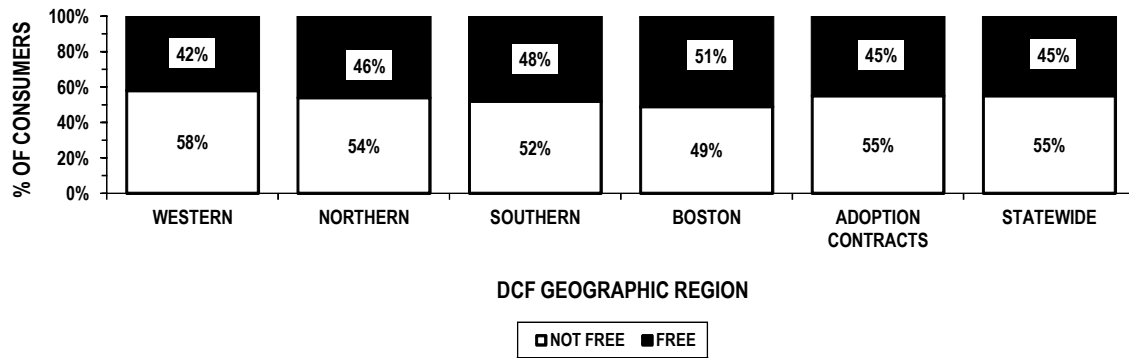 % OF CONSUMERS
100%
80%
60%
40%
20%
0%
42%
46%
48%
51%
45%
45%
58%
54%
52%
49%
55%
55%
WESTERN
NORTHERN
SOUTHERN
BOSTON
ADOPTION
CONTRACTS
STATEWIDE
DCF GEOGRAPHIC REGION
NOT FREE
FREE